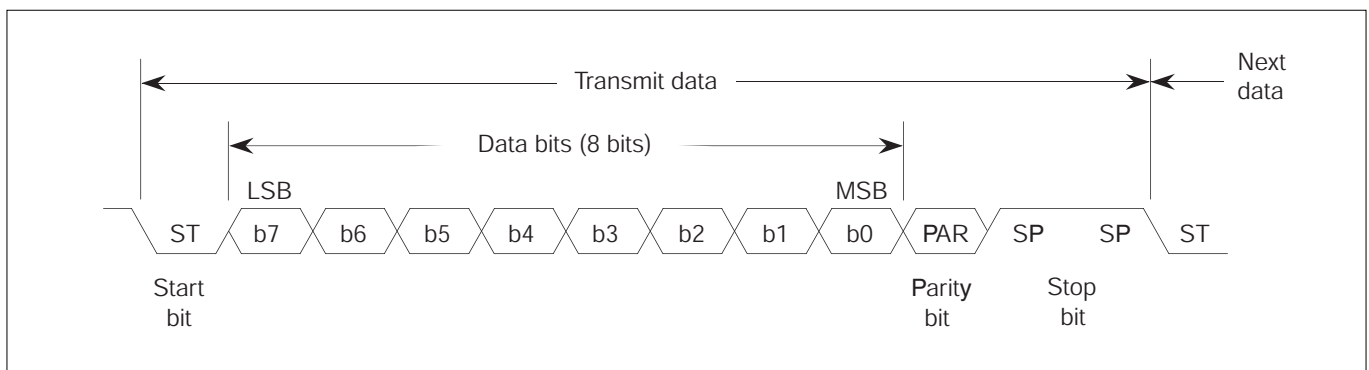 Transmit data
Next
data
Data bits (8 bits)
LSB
MSB
ST b7 b6 b5 b4 b3 b2 b1 b0 PAR SP SP ST
Start
bit
Parity
bit
Stop
bit